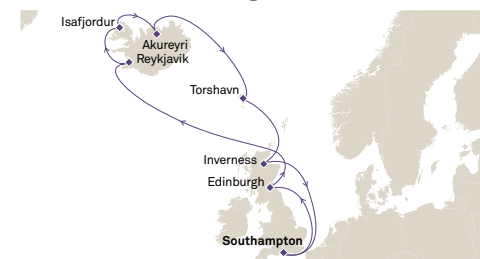 Isafjordur
Akureyri
Reykjavik
Torshavn
Inverness
Edinburgh
Southampton